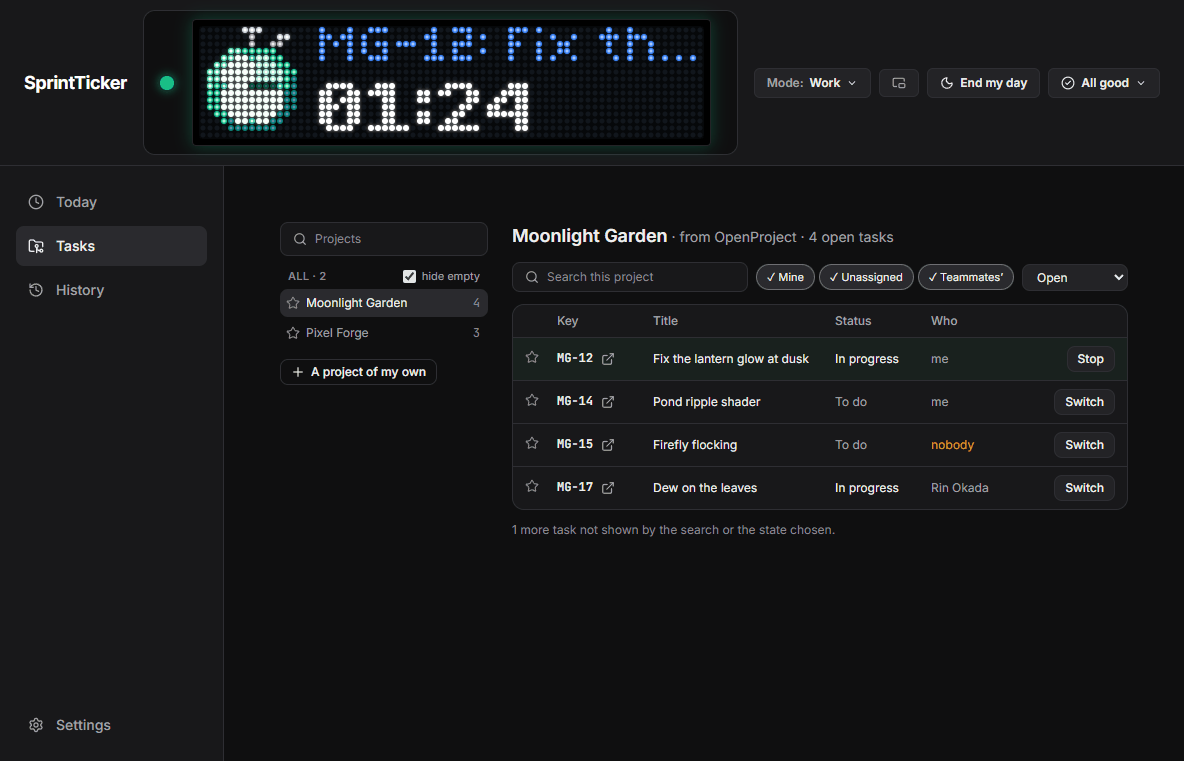 SprintTicker
MG-12: Fix th...
01:24
Mode: Work
End my day
All good
Today
Tasks
History
Settings
Projects
ALL · 2
hide empty
Moonlight Garden 4
Pixel Forge 3
+ A project of my own
Moonlight Garden · from OpenProject · 4 open tasks
Search this project
✓ Mine
✓ Unassigned
✓ Teammates’
Open
Key Title Status Who
MG-12 Fix the lantern glow at dusk In progress me Stop
MG-14 Pond ripple shader To do me Switch
MG-15 Firefly flocking To do nobody Switch
MG-17 Dew on the leaves In progress Rin Okada Switch
1 more task not shown by the search or the state chosen.